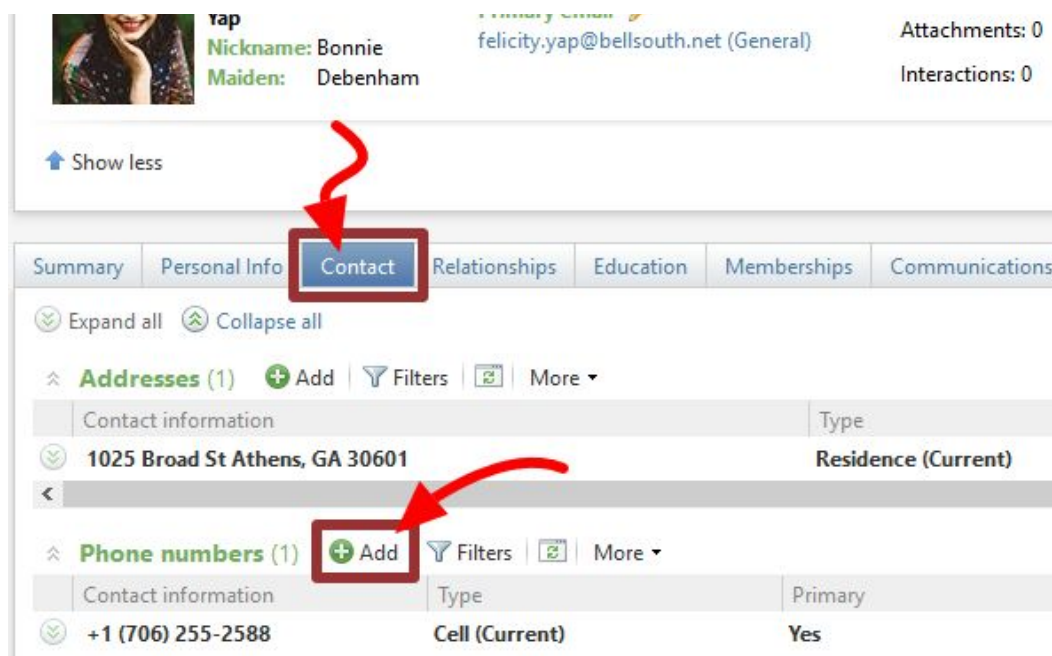 Yap
Primary email
Nickname: Bonnie
felicity.yap@bellsouth.net (General)
Attachments: 0
Maiden: Debenham
Interactions: 0
Show less
Summary Personal Info Contact Relationships Education Memberships Communications
Expand all Collapse all
Addresses (1) Add Filters More
Contact information Type
1025 Broad St Athens, GA 30601 Residence (Current)
Phone numbers (1) Add Filters More
Contact information Type Primary
+1 (706) 255-2588 Cell (Current) Yes